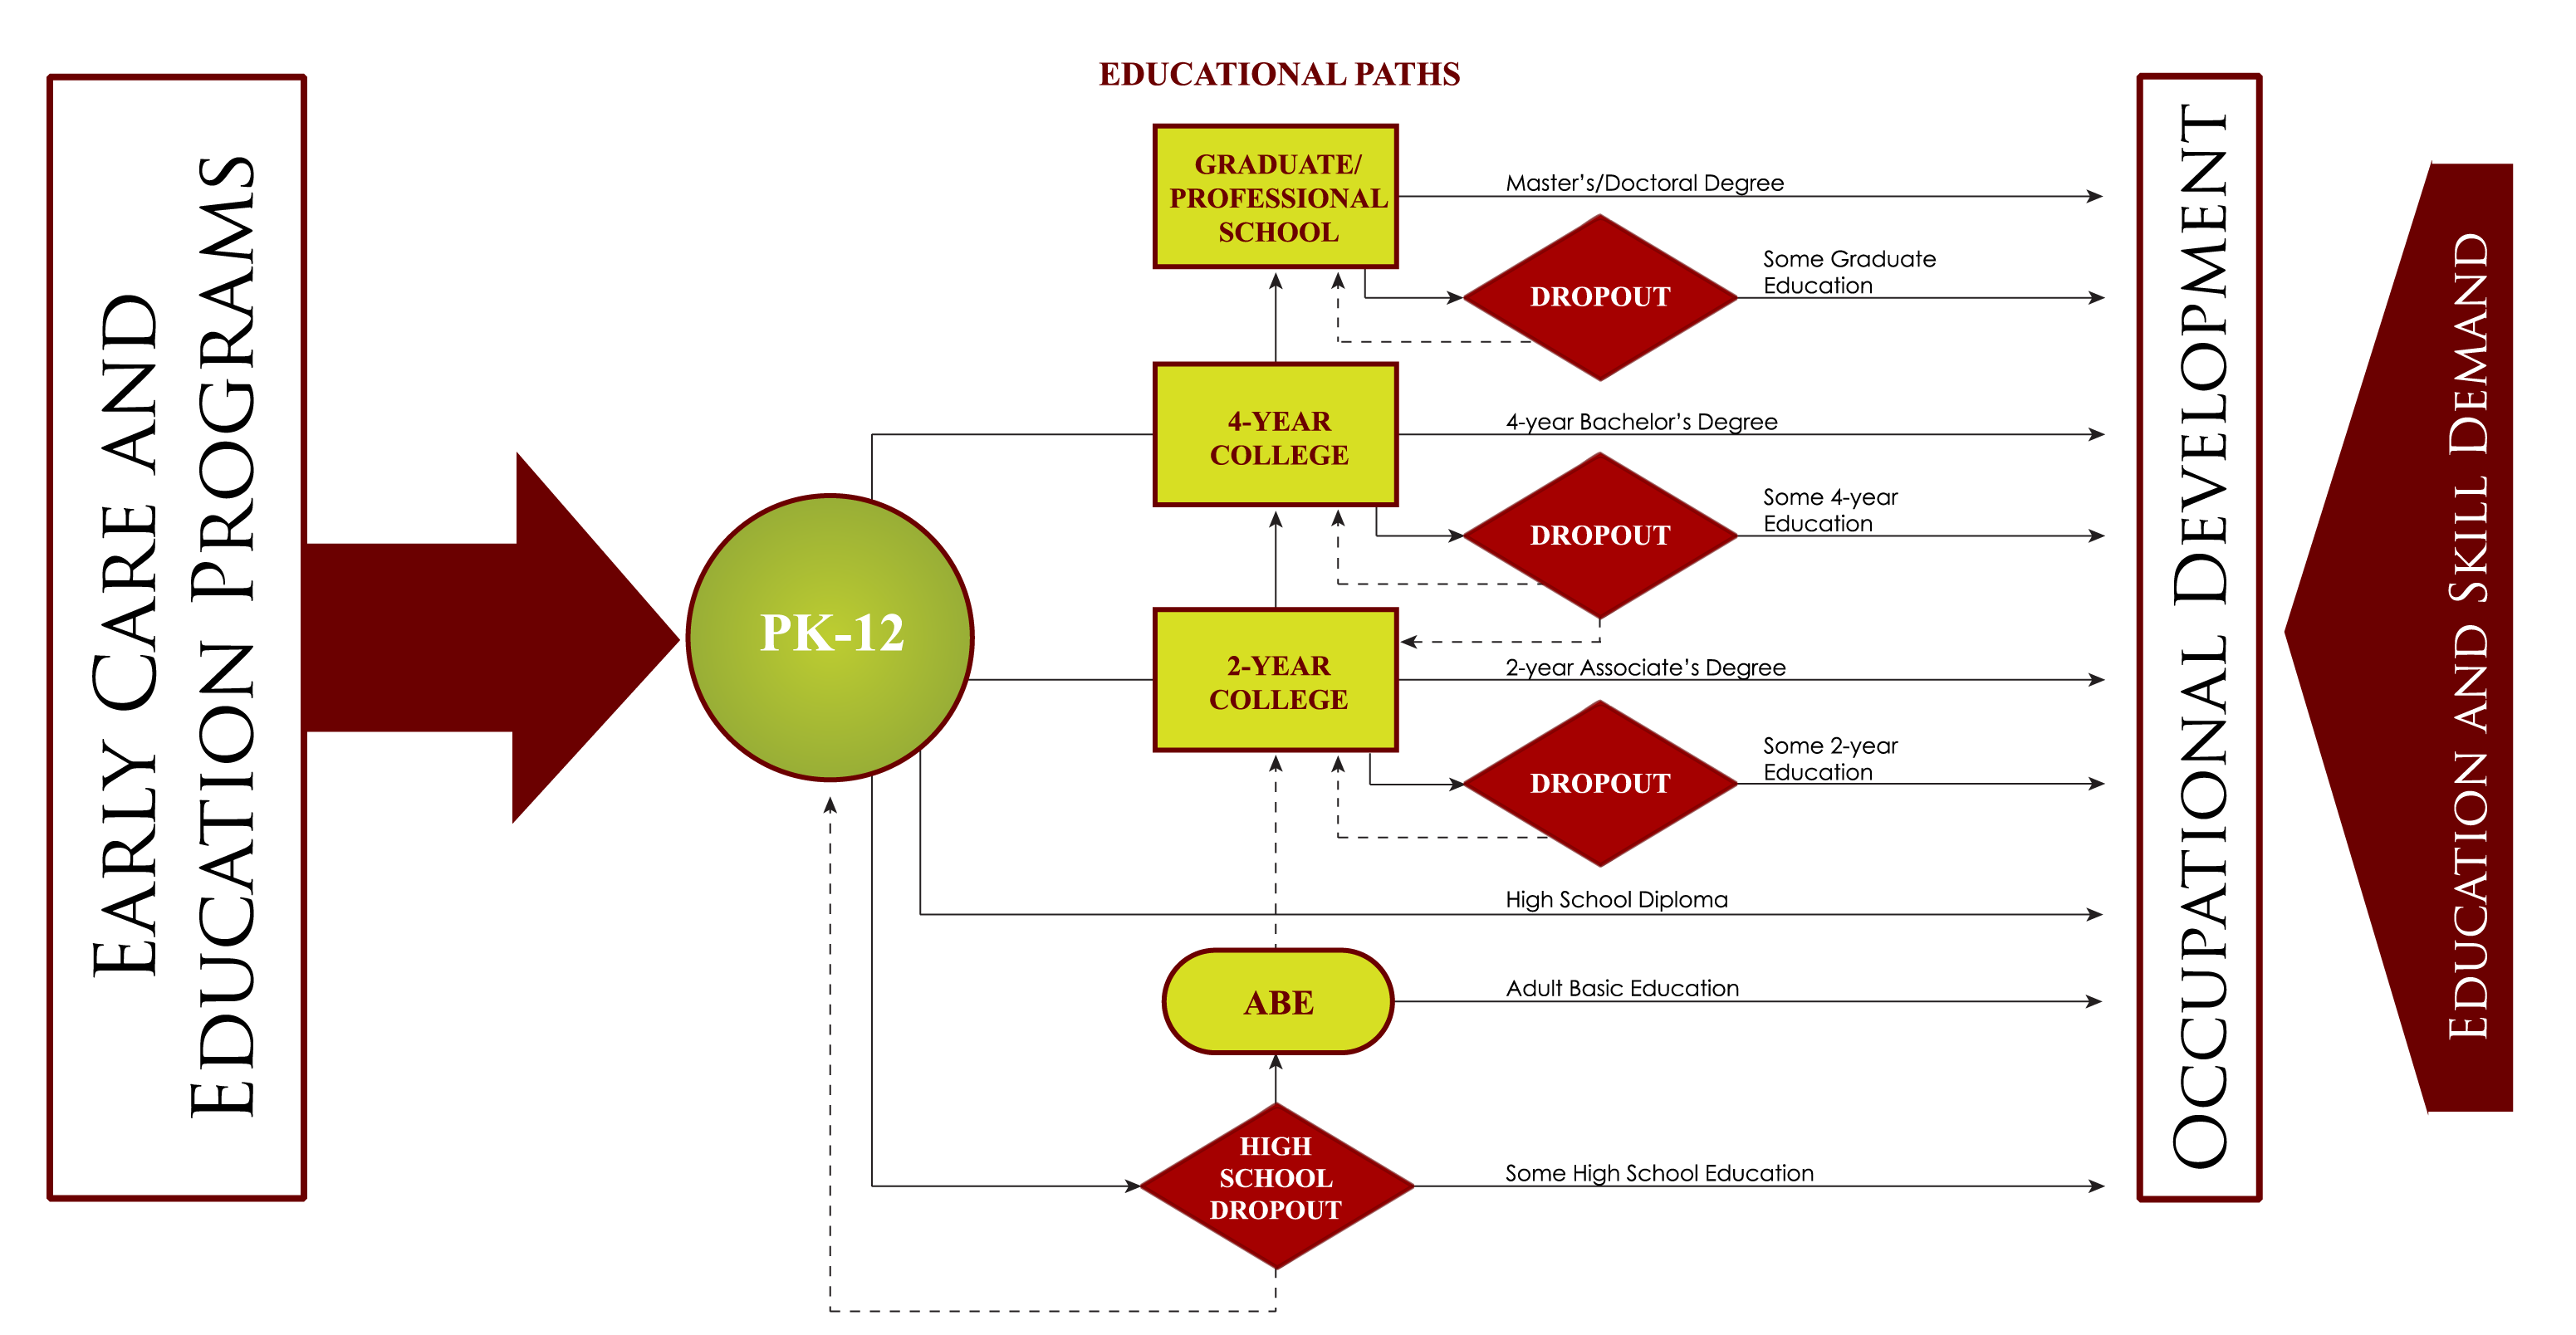 EARLY CARE AND
EDUCATION PROGRAMS
PK-12
EDUCATIONAL PATHS
GRADUATE/
PROFESSIONAL
SCHOOL
Master's/Doctoral Degree
DROPOUT
Some Graduate
Education
4-YEAR
COLLEGE
4-year Bachelor's Degree
DROPOUT
Some 4-year
Education
2-YEAR
COLLEGE
2-year Associate's Degree
DROPOUT
Some 2-year
Education
High School Diploma
ABE
Adult Basic Education
HIGH
SCHOOL
DROPOUT
Some High School Education
OCCUPATIONAL DEVELOPMENT
EDUCATION AND SKILL DEMAND